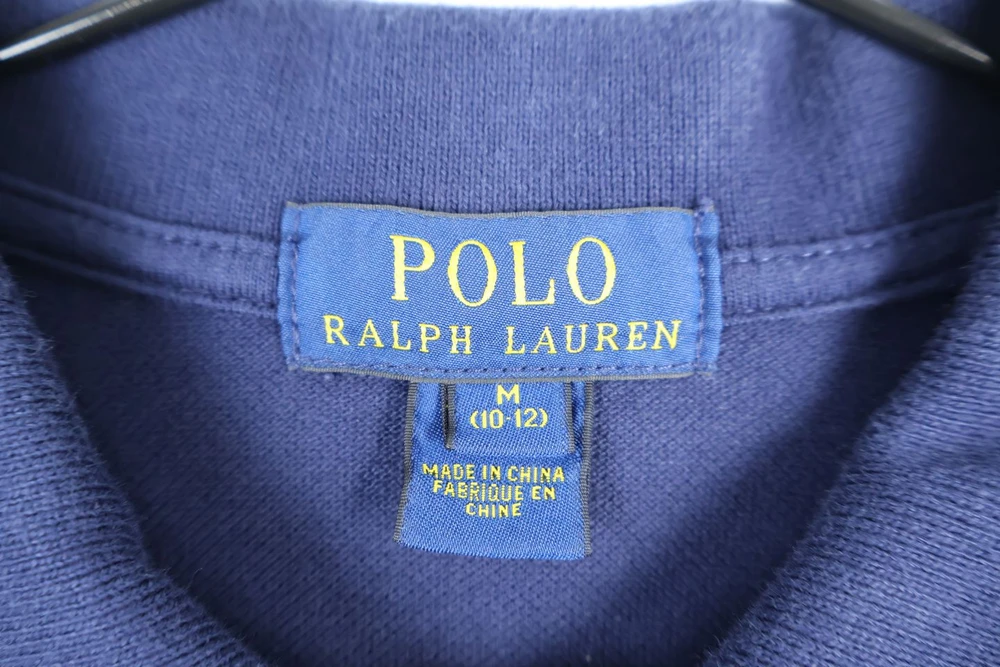 POLO
RALPH LAUREN
M
(10-12)
MADE IN CHINA
FABRIQUE EN
CHINE